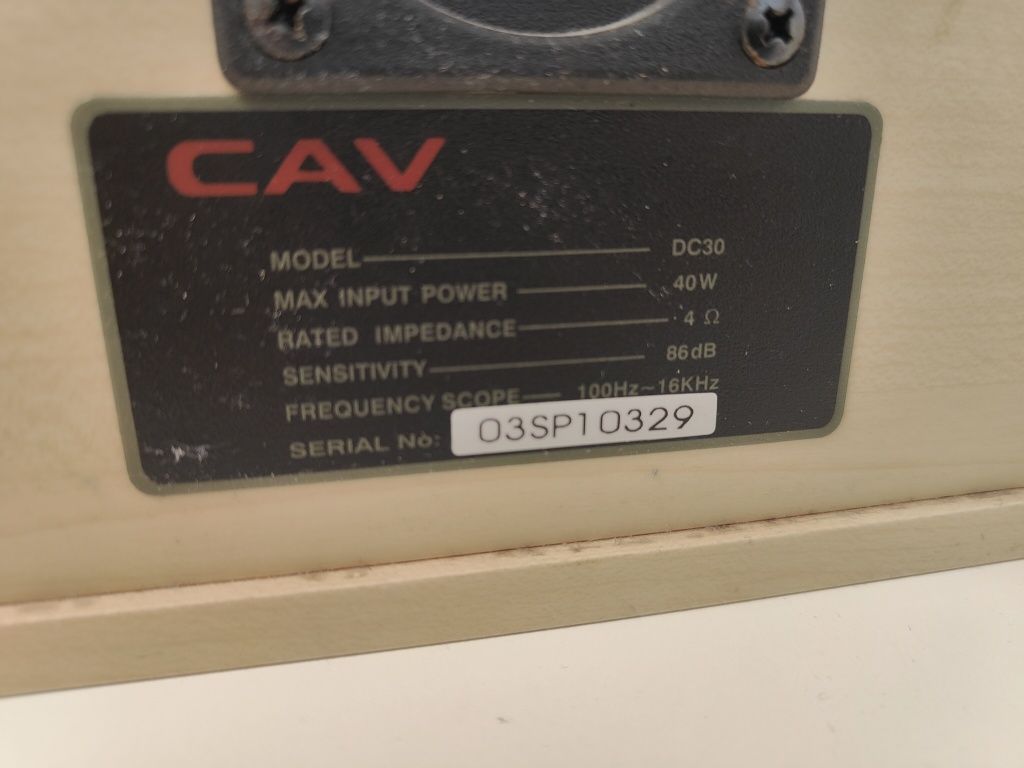 CAV
MODEL DC30
MAX INPUT POWER 40W
RATED IMPEDANCE 4 Ω
SENSITIVITY 86dB
FREQUENCY SCOPE 100Hz~16KHz
SERIAL No: 03SP10329